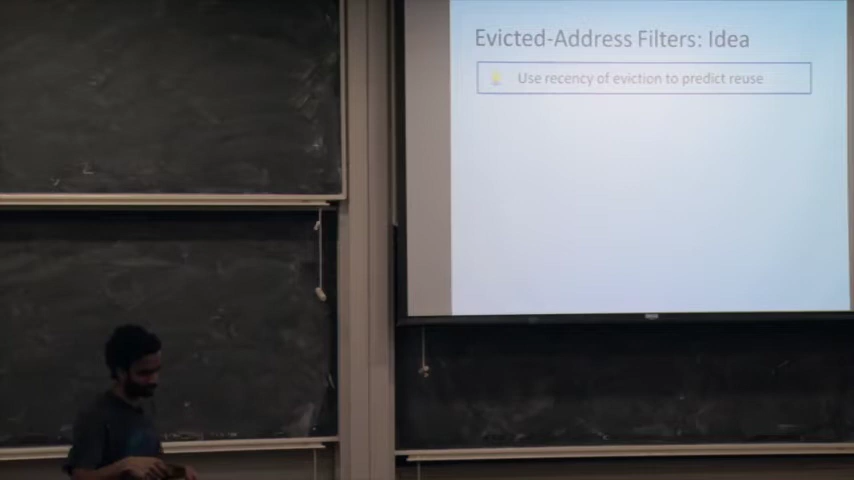 Evicted-Address Filters: Idea
Use recency of eviction to predict reuse